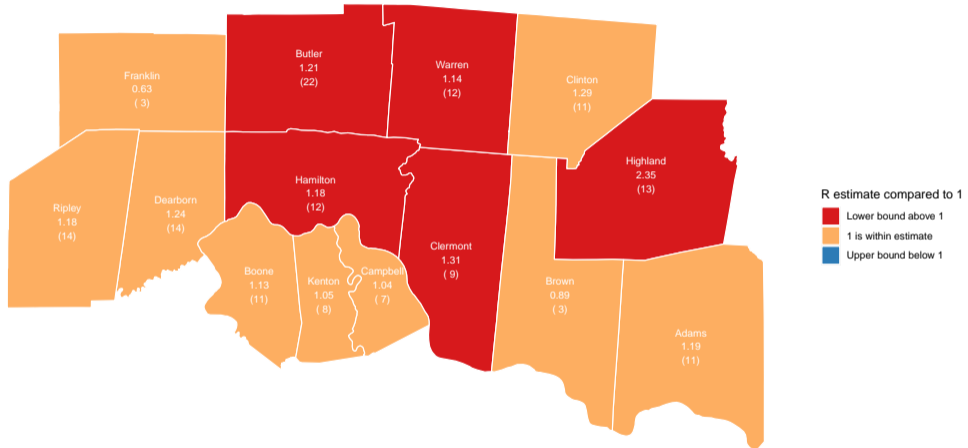 Franklin
0.63
( 3)
Butler
1.21
(22)
Warren
1.14
(12)
Clinton
1.29
(11)
Highland
2.35
(13)
Ripley
1.18
(14)
Dearborn
1.24
(14)
Hamilton
1.18
(12)
Clermont
1.31
( 9)
Boone
1.13
(11)
Kenton
1.05
( 8)
Campbell
1.04
( 7)
Brown
0.89
( 3)
Adams
1.19
(11)
R estimate compared to 1
Lower bound above 1
1 is within estimate
Upper bound below 1